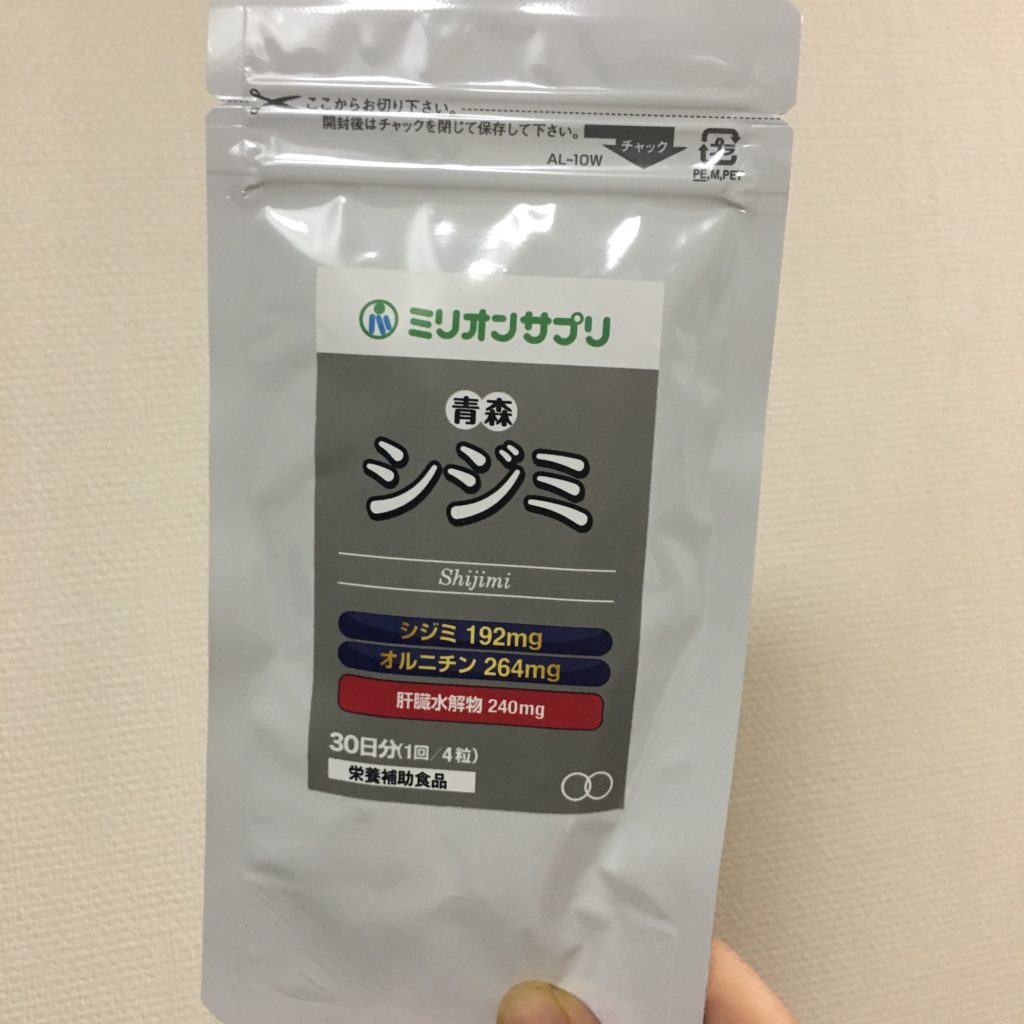 ここからお切り下さい。
開封後はチャックを閉じて保存して下さい。
チャック
AL-10W
プラ
PE,M,PET
ミリオンサプリ
青森
シジミ
Shijimi
シジミ 192mg
オルニチン 264mg
肝臓水解物 240mg
30日分(1回/4粒)
栄養補助食品